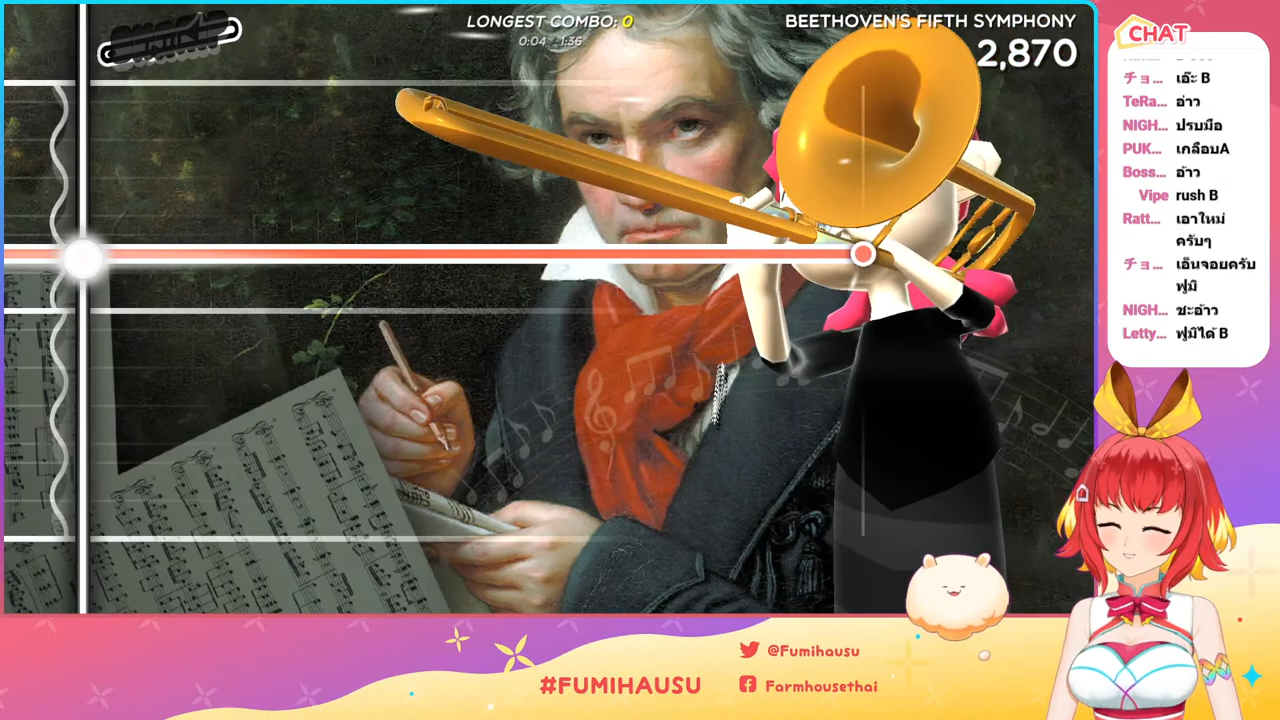 LONGEST COMBO: 0
0:04 - 1:36
BEETHOVEN'S FIFTH SYMPHONY
2,870
CHAT
チョ... เอ๊ะ B
TeRa... อ่าว
NIGH... ปรบมือ
PUK... เกลือบA
Boss... อ้าว
Vipe rush B
Ratt... เอาใหม่
ครับๆ
チョ... เอ็นจอยครับ
ฟูมิ
NIGH... ซะอ้าว
Letty... ฟูมิได้ B
@Fumihausu
#FUMIHAUSU
Farmhousethai